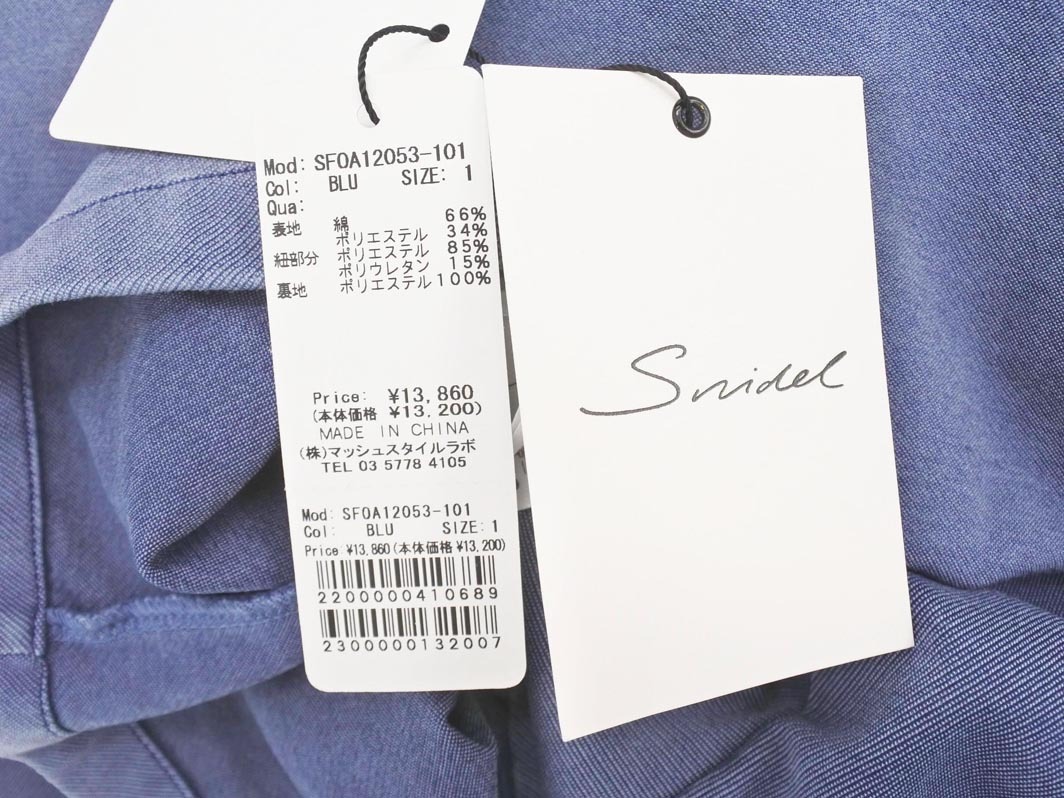 Mod: SFOA12053-101
Col: BLU SIZE: 1
Qua:
表地 綿 66%
ポリエステル 34%
紐部分 ポリエステル 85%
ポリウレタン 15%
裏地 ポリエステル 100%
Price: ¥13,860
(本体価格 ¥13,200)
MADE IN CHINA
(株)マッシュスタイルラボ
TEL 03 5778 4105
Mod: SFOA12053-101
Col: BLU SIZE: 1
Price ¥13,860(本体価格 ¥13,200)
2200000410689
2300000132007
Snidel